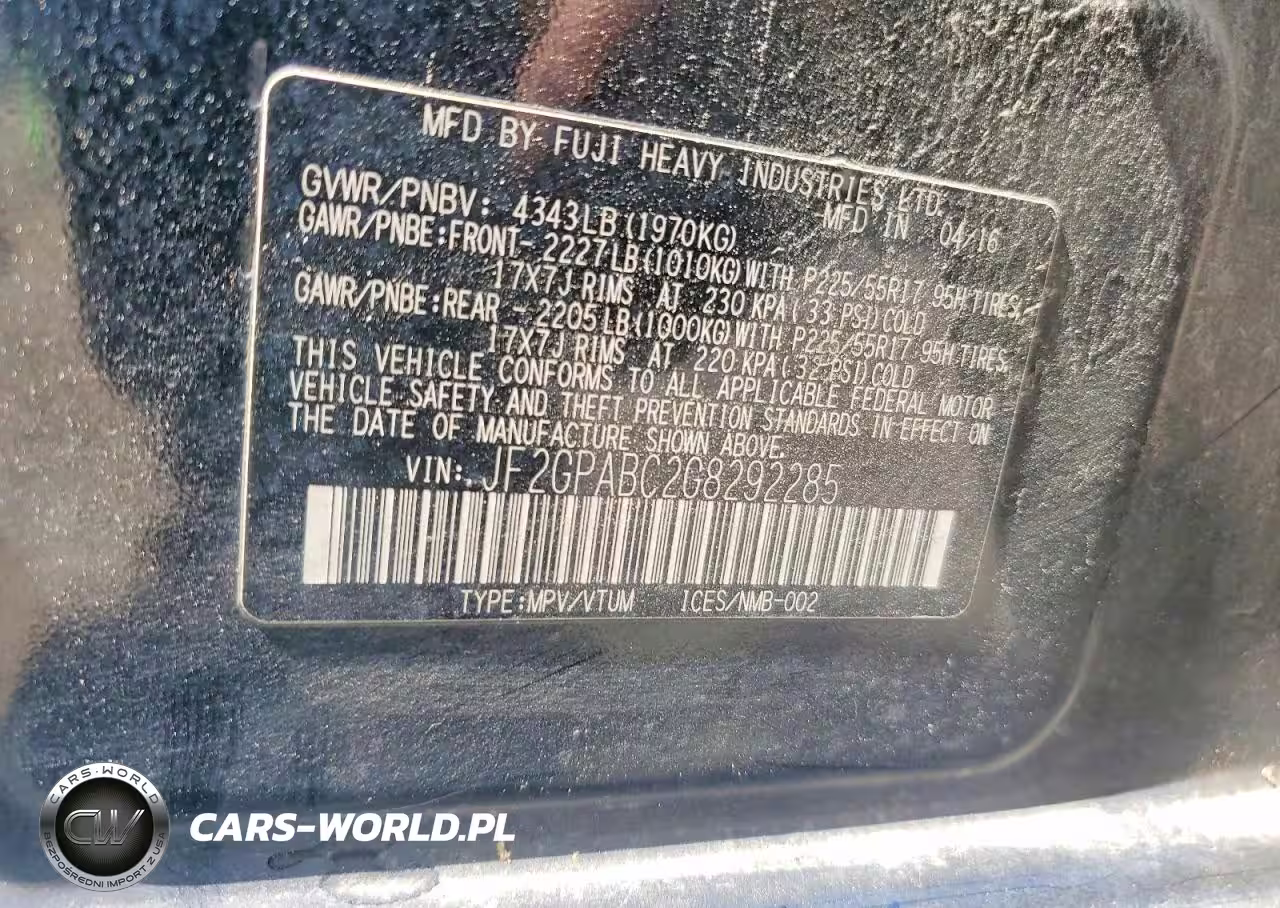 MFD BY FUJI HEAVY INDUSTRIES LTD.
MFD IN 04/16
GVWR/PNBV: 4343LB(1970KG)
GAWR/PNBE:FRONT- 2227LB(1010KG)WITH P225/55R17 95H TIRES,
17X7J RIMS AT 230 KPA(33 PSI)COLD
GAWR/PNBE:REAR - 2205LB(1000KG)WITH P225/55R17 95H TIRES,
17X7J RIMS AT 220 KPA(32 PSI)COLD
THIS VEHICLE CONFORMS TO ALL APPLICABLE FEDERAL MOTOR
VEHICLE SAFETY AND THEFT PREVENTION STANDARDS IN EFFECT ON
THE DATE OF MANUFACTURE SHOWN ABOVE.
VIN: JF2GPABC2G8292285
TYPE:MPV/VTUM ICES/NMB-002
CARS-WORLD
CW
BEZPOŚREDNI IMPORT Z USA
CARS-WORLD.PL